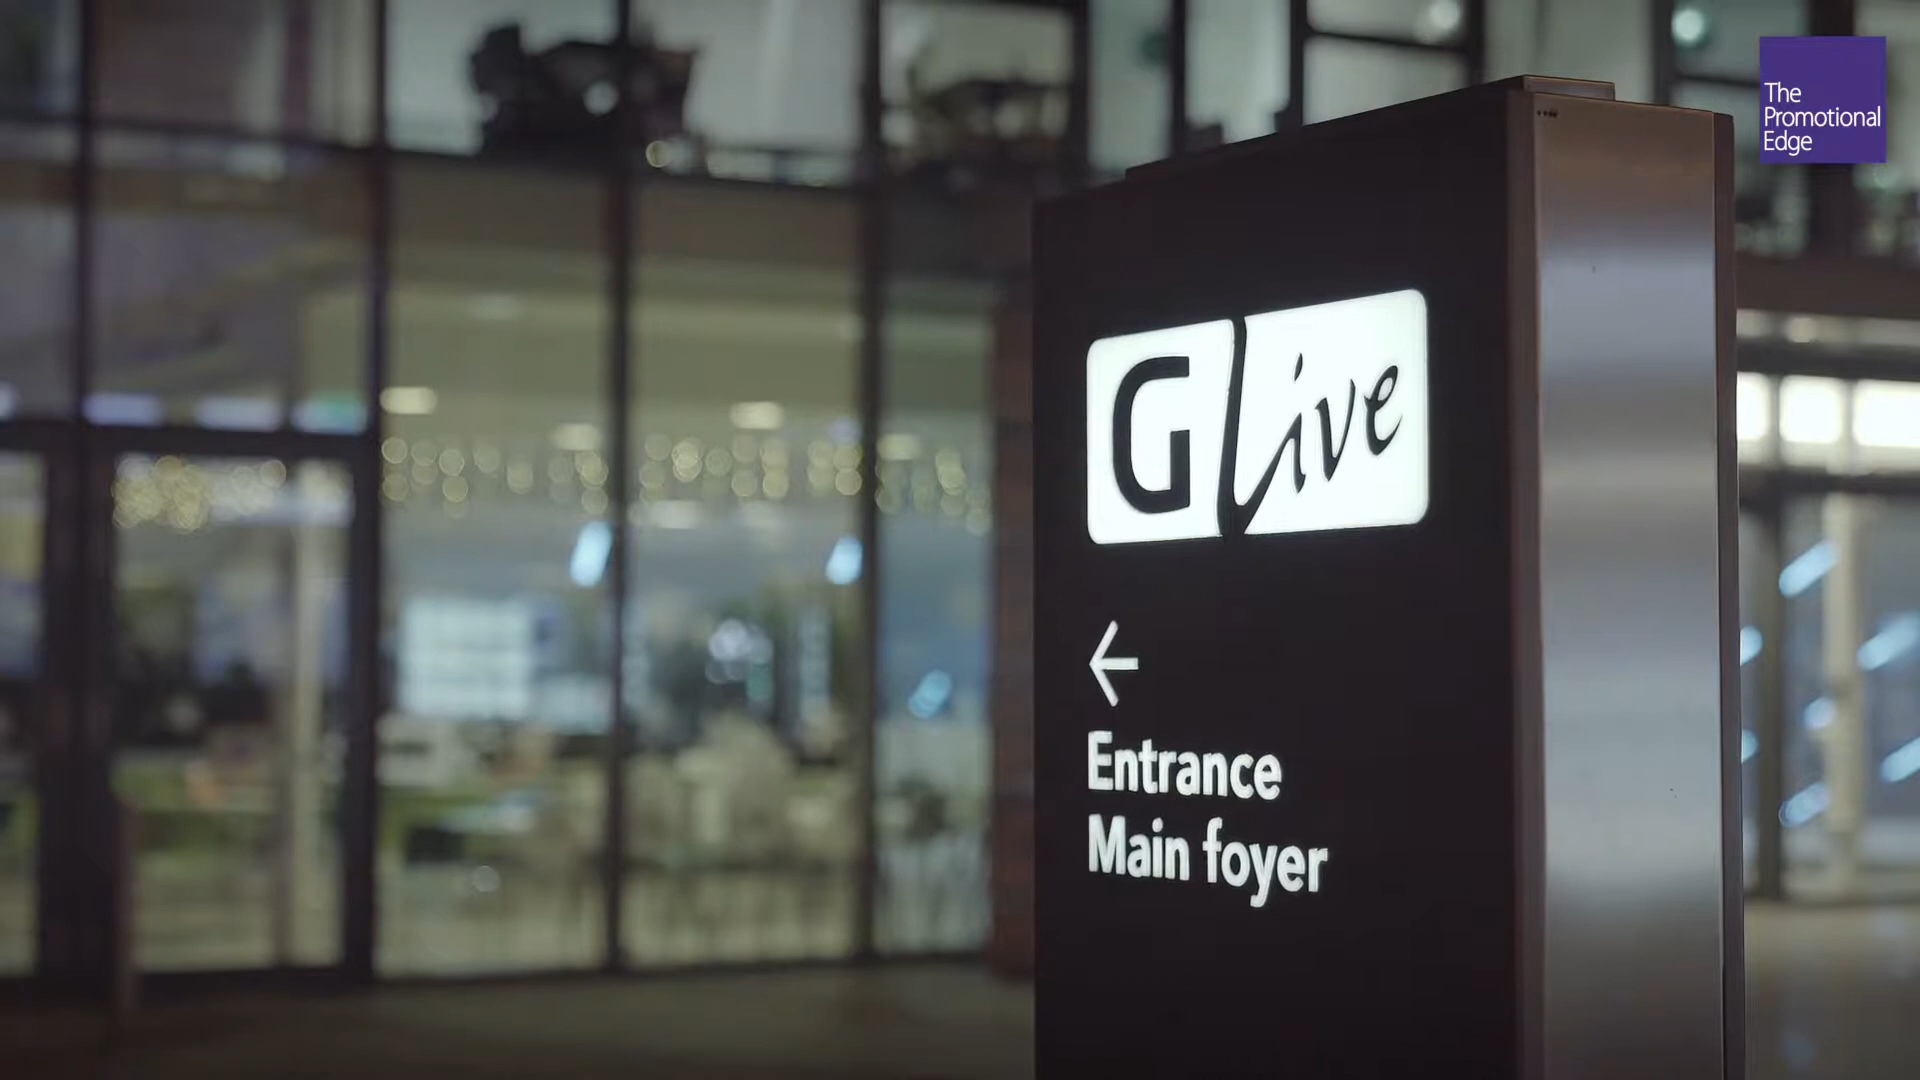 The
Promotional
Edge
G Live
←
Entrance
Main foyer